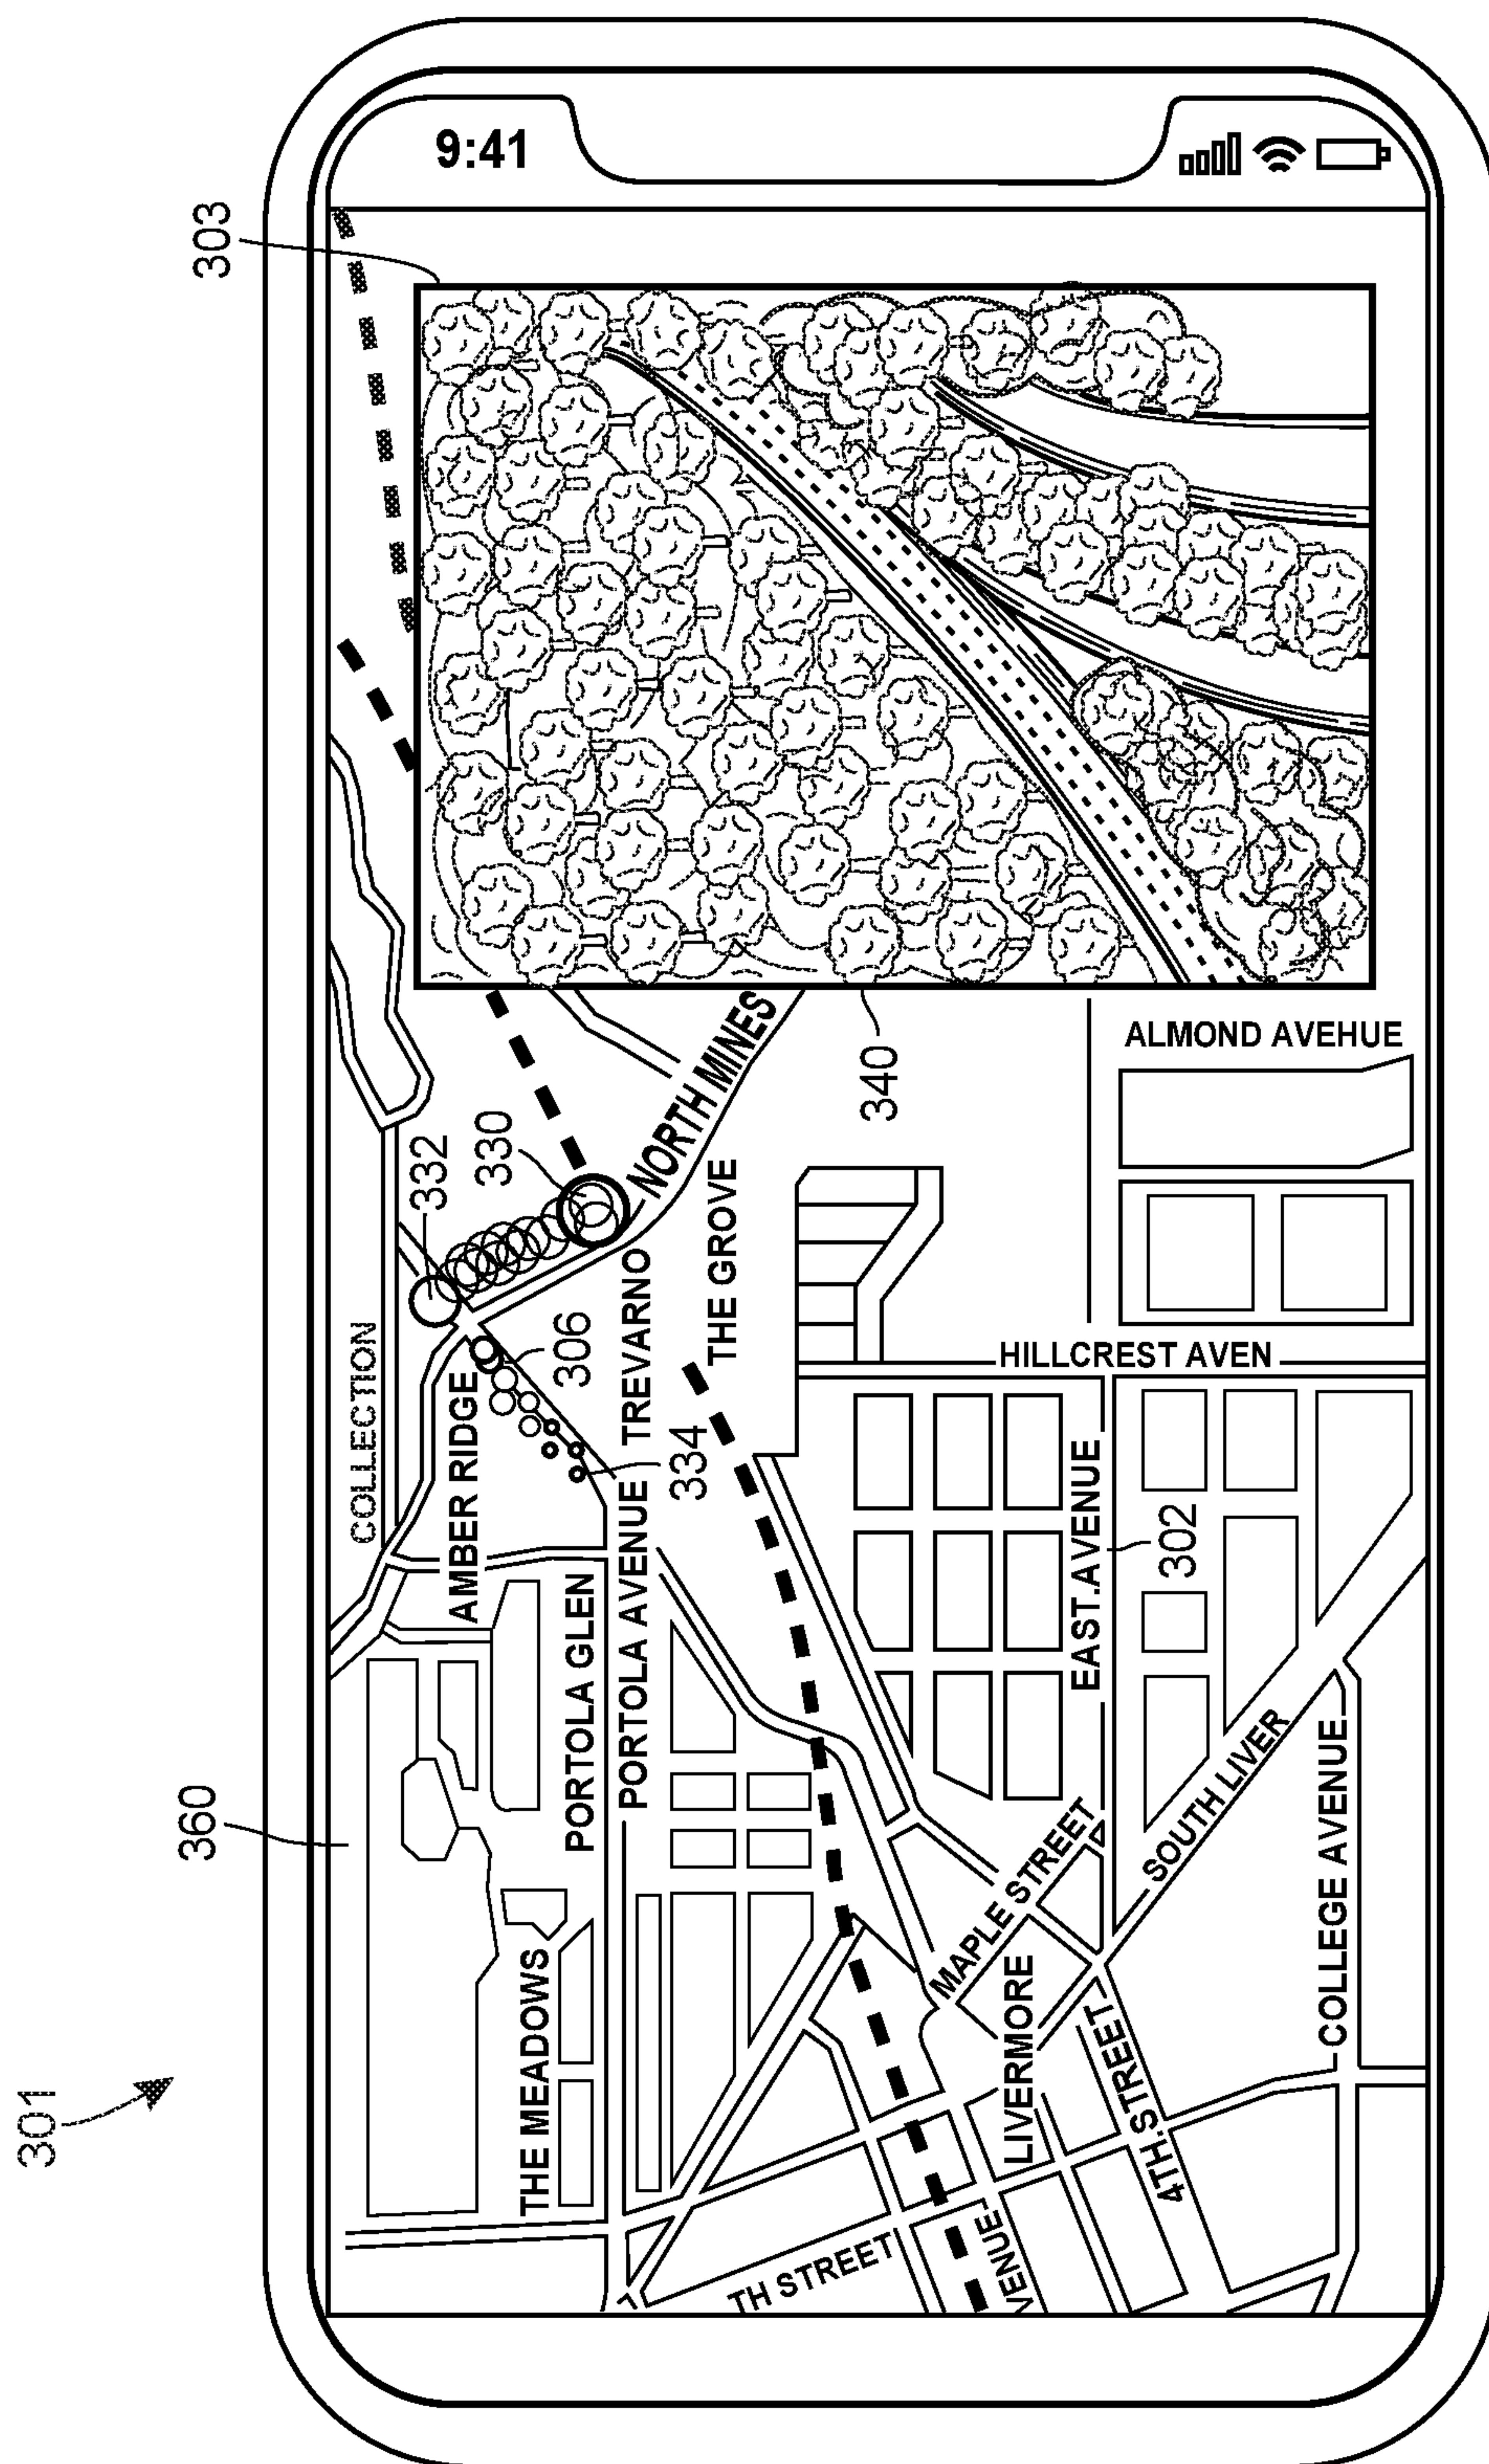 301
9:41
303
360
332
330
306
334
340
302
COLLECTION
AMBER RIDGE
NORTH MINES
THE GROVE
TREVARNO
PORTOLA AVENUE
PORTOLA GLEN
THE MEADOWS
ALMOND AVEHUE
HILLCREST AVEN
EAST.AVENUE
MAPLE STREET
SOUTH LIVER
COLLEGE AVENUE
LIVERMORE
4TH.STREET
TH STREET
VENUE